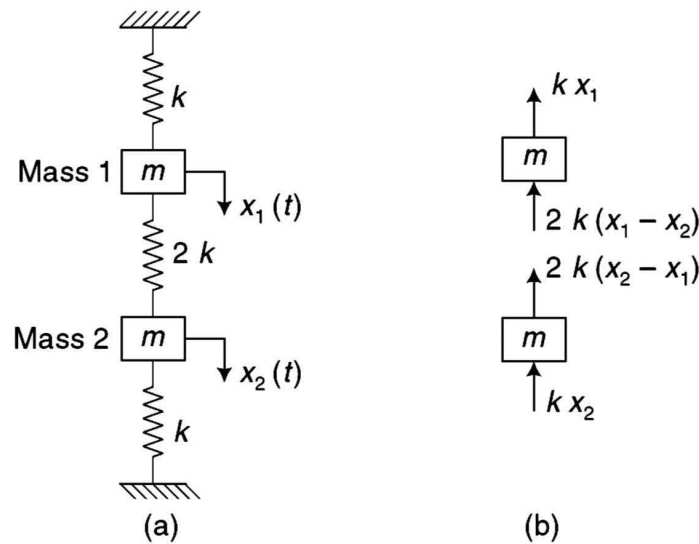 k
Mass 1
m
x₁ (t)
2 k
Mass 2
m
x₂ (t)
k
(a)
k x₁
m
2 k (x₁ − x₂)
2 k (x₂ − x₁)
m
k x₂
(b)